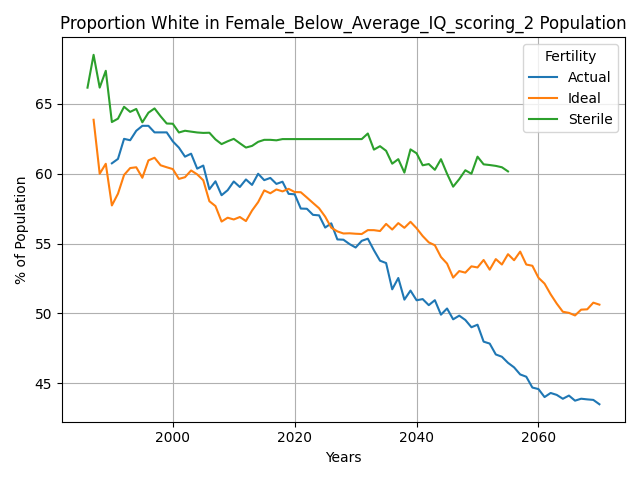 Proportion White in Female_Below_Average_IQ_scoring_2 Population
Fertility
Actual
Ideal
Sterile
% of Population
65
60
55
50
45
2000
2020
2040
2060
Years